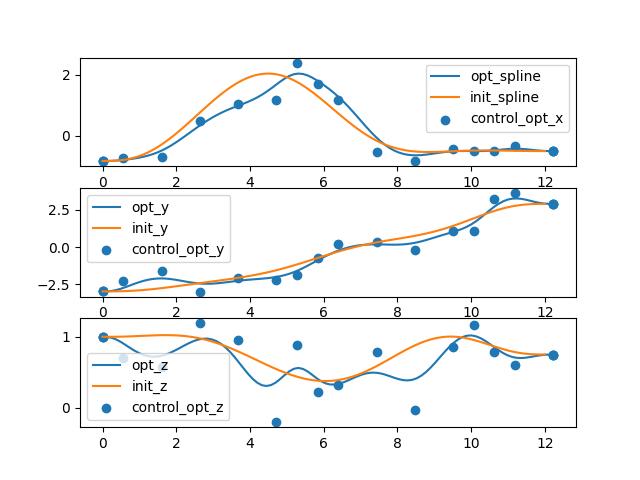 2
0
opt_spline
init_spline
control_opt_x
0 2 4 6 8 10 12
2.5
0.0
−2.5
opt_y
init_y
control_opt_y
0 2 4 6 8 10 12
1
0
opt_z
init_z
control_opt_z
0 2 4 6 8 10 12